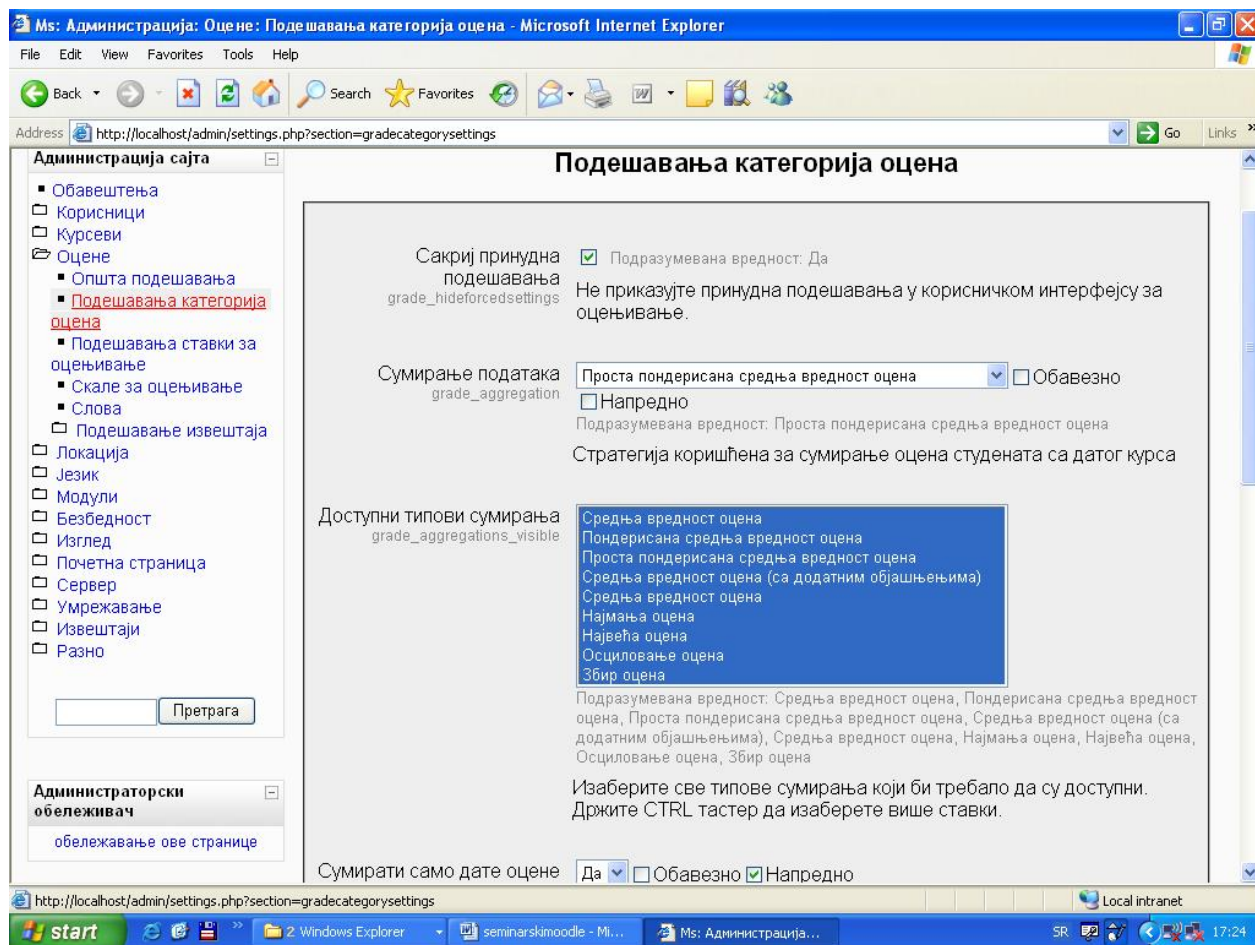 Ms: Администрација: Оцене: Подешавања категорија оцена - Microsoft Internet Explorer
File Edit View Favorites Tools Help
Back Search Favorites
Address http://localhost/admin/settings.php?section=gradecategorysettings Go Links »
Администрација сајта
Обавештења
Корисници
Курсеви
Оцене
Општа подешавања
Подешавања категорија
оцена
Подешавања ставки за
оцењивање
Скале за оцењивање
Слова
Подешавање извештаја
Локација
Језик
Модули
Безбедност
Изглед
Почетна страница
Сервер
Умрежавање
Извештаји
Разно
Претрага
Администраторски
обележивач
обележавање ове странице
Подешавања категорија оцена
Сакриј принудна
подешавања
grade_hideforcedsettings
Подразумевана вредност: Да
Не приказујте принудна подешавања у корисничком интерфејсу за
оцењивање.
Сумирање података
grade_aggregation
Проста пондерисана средња вредност оцена Обавезно
Напредно
Подразумевана вредност: Проста пондерисана средња вредност оцена
Стратегија коришћена за сумирање оцена студената са датог курса
Доступни типови сумирања
grade_aggregations_visible
Средња вредност оцена
Пондерисана средња вредност оцена
Проста пондерисана средња вредност оцена
Средња вредност оцена (са додатним објашњењима)
Средња вредност оцена
Најмања оцена
Највећа оцена
Осциловање оцена
Збир оцена
Подразумевана вредност: Средња вредност оцена, Пондерисана средња вредност
оцена, Проста пондерисана средња вредност оцена, Средња вредност оцена (са
додатним објашњењима), Средња вредност оцена, Најмања оцена, Највећа оцена,
Осциловање оцена, Збир оцена
Изаберите све типове сумирања који би требало да су доступни.
Држите CTRL тастер да изаберете више ставки.
Сумирати само дате оцене Да Обавезно Напредно
http://localhost/admin/settings.php?section=gradecategorysettings Local intranet
start » 2 Windows Explorer seminarskimoodle - Mi... Ms: Администрација... SR 17:24